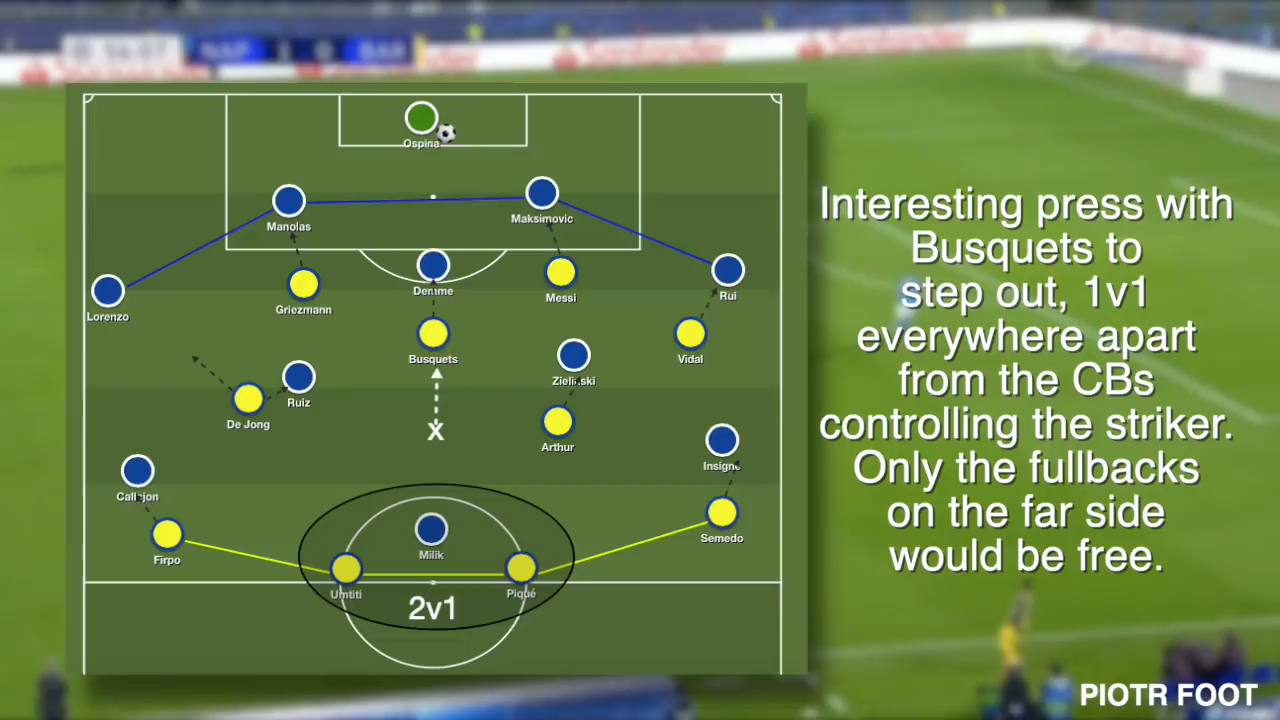 Santander
Ospina
Manolas
Maksimovic
Demme
Lorenzo
Griezmann
Messi
Rui
Busquets
Vidal
Zieliński
Ruiz
De Jong
X
Arthur
Insigne
Callejon
Firpo
Milik
Semedo
Umtiti
Piqué
2v1
Interesting press with
Busquets to
step out, 1v1
everywhere apart
from the CBs
controlling the striker.
Only the fullbacks
on the far side
would be free.
PIOTR FOOT